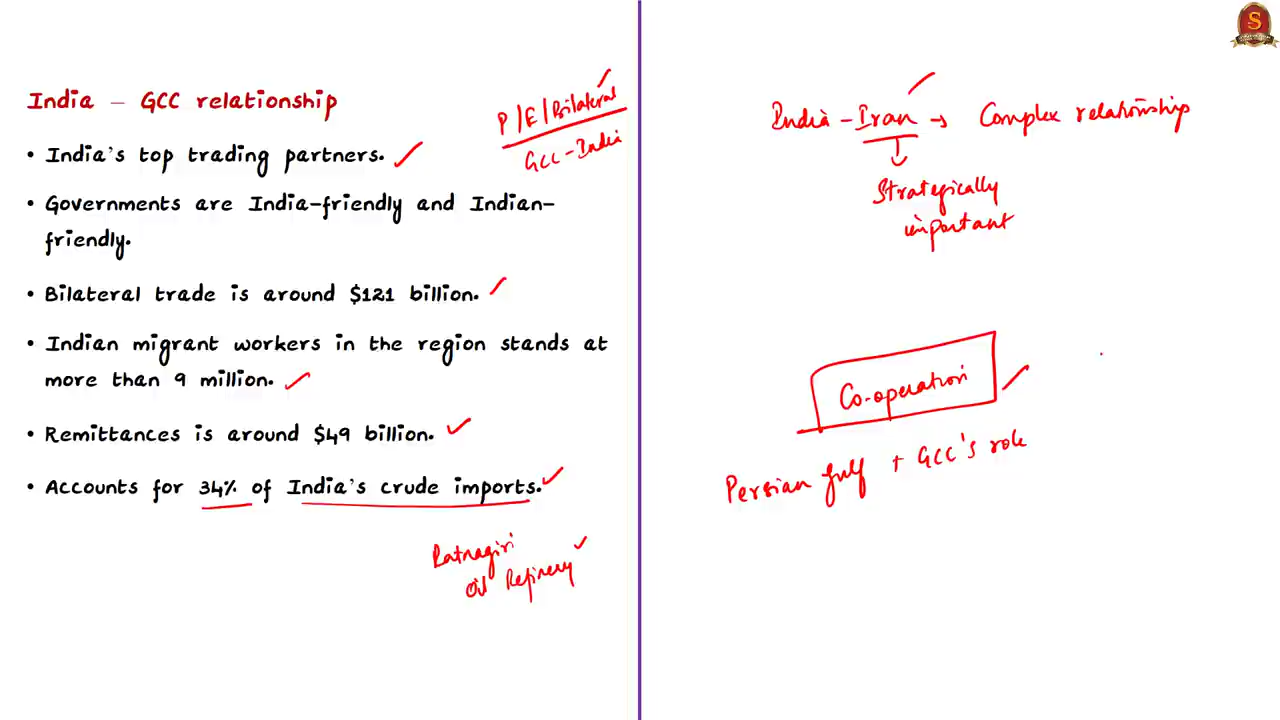 India – GCC relationship
• India's top trading partners.
• Governments are India-friendly and Indian-
friendly.
• Bilateral trade is around $121 billion.
• Indian migrant workers in the region stands at
more than 9 million.
• Remittances is around $49 billion.
• Accounts for 34% of India's crude imports.
P/E/Bilateral
GCC-India
Ratnagiri
Oil Refinery
India - Iran → Complex relationship
Strategically
important
Co-operation
Persian Gulf + GCC's role
S